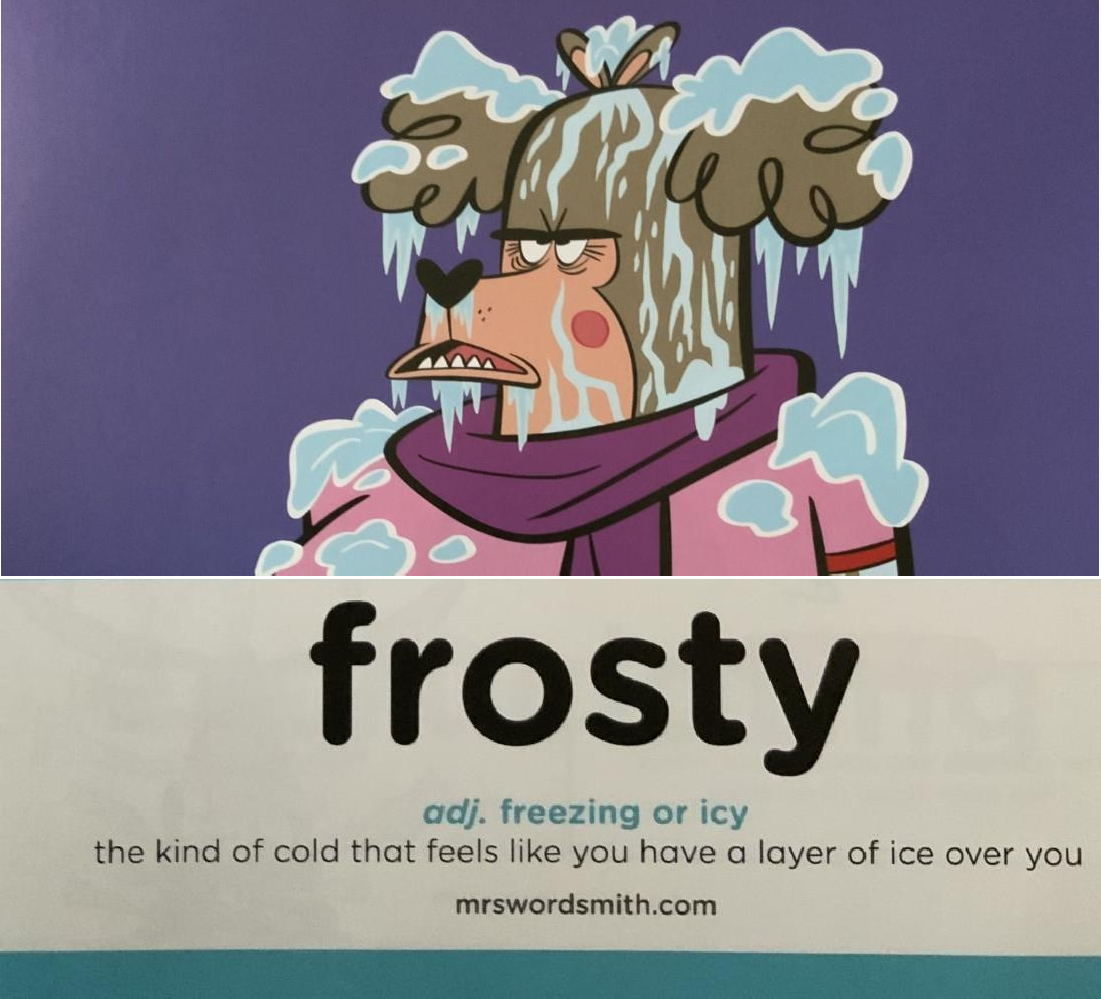 frosty
adj. freezing or icy
the kind of cold that feels like you have a layer of ice over you
mrswordsmith.com